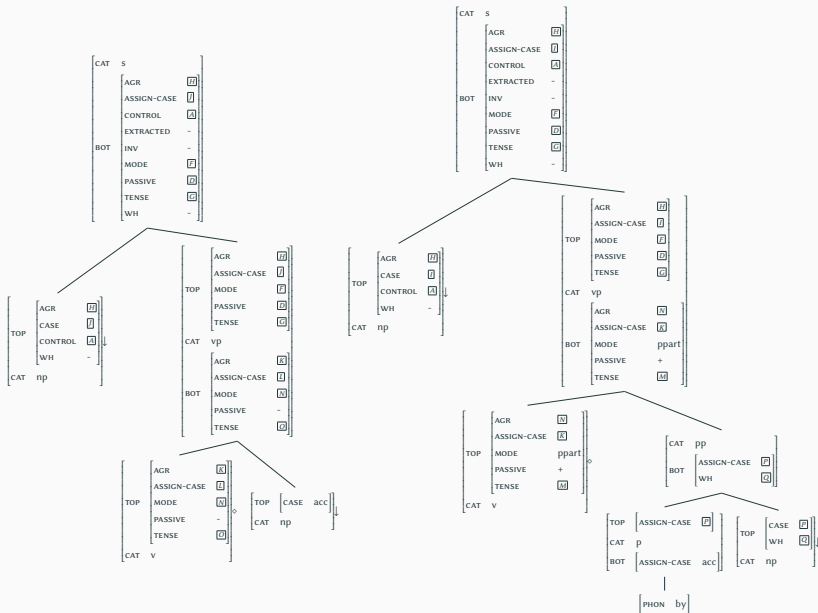 CAT s
AGR H
ASSIGN-CASE J
CONTROL A
EXTRACTED -
BOT INV -
MODE F
PASSIVE D
TENSE G
WH -
AGR H
CASE J
TOP CONTROL A ↓
WH -
CAT np
AGR H
ASSIGN-CASE J
TOP MODE F
PASSIVE D
TENSE G
CAT vp
AGR K
ASSIGN-CASE L
BOT MODE N
PASSIVE -
TENSE O
AGR K
ASSIGN-CASE L
TOP MODE N
PASSIVE - ⋄
TENSE O
CAT v
TOP CASE acc ↓
CAT np
CAT s
AGR H
ASSIGN-CASE I
CONTROL A
EXTRACTED -
BOT INV -
MODE F
PASSIVE D
TENSE G
WH -
AGR H
CASE I
TOP CONTROL A ↓
WH -
CAT np
AGR H
ASSIGN-CASE I
TOP MODE F
PASSIVE D
TENSE G
CAT vp
AGR N
ASSIGN-CASE K
BOT MODE ppart
PASSIVE +
TENSE M
AGR N
ASSIGN-CASE K
TOP MODE ppart ⋄
PASSIVE +
TENSE M
CAT v
CAT pp
BOT ASSIGN-CASE P
WH Q
TOP ASSIGN-CASE P
CAT p
BOT ASSIGN-CASE acc
PHON by
TOP CASE P
WH Q ↓
CAT np